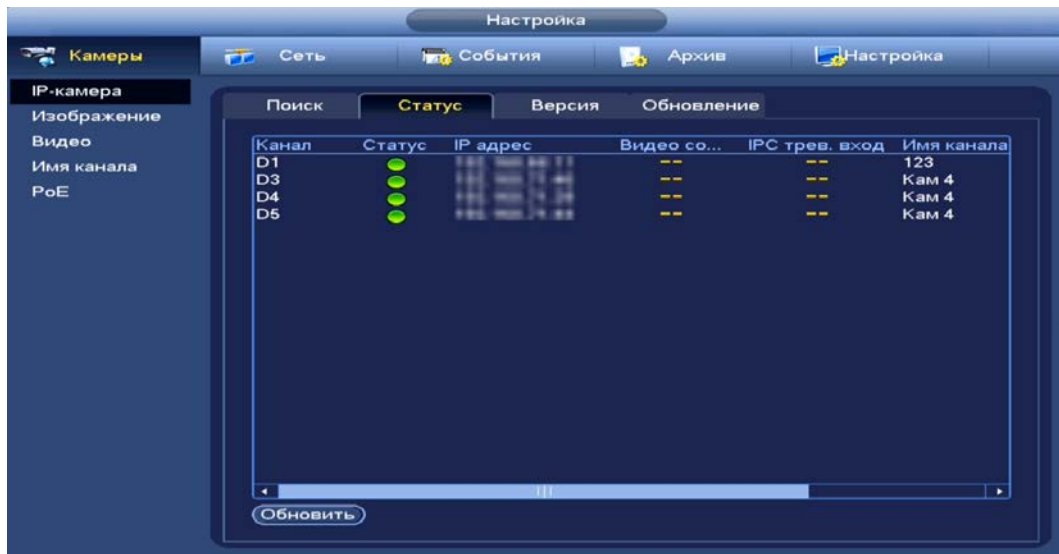 Настройка
Камеры Сеть События Архив Настройка
IP-камера
Изображение
Видео
Имя канала
PoE
Поиск Статус Версия Обновление
Канал Статус IP адрес Видео со... IPC трев. вход Имя канала
D1 -- -- 123
D3 -- -- Кам 4
D4 -- -- Кам 4
D5 -- -- Кам 4
Обновить